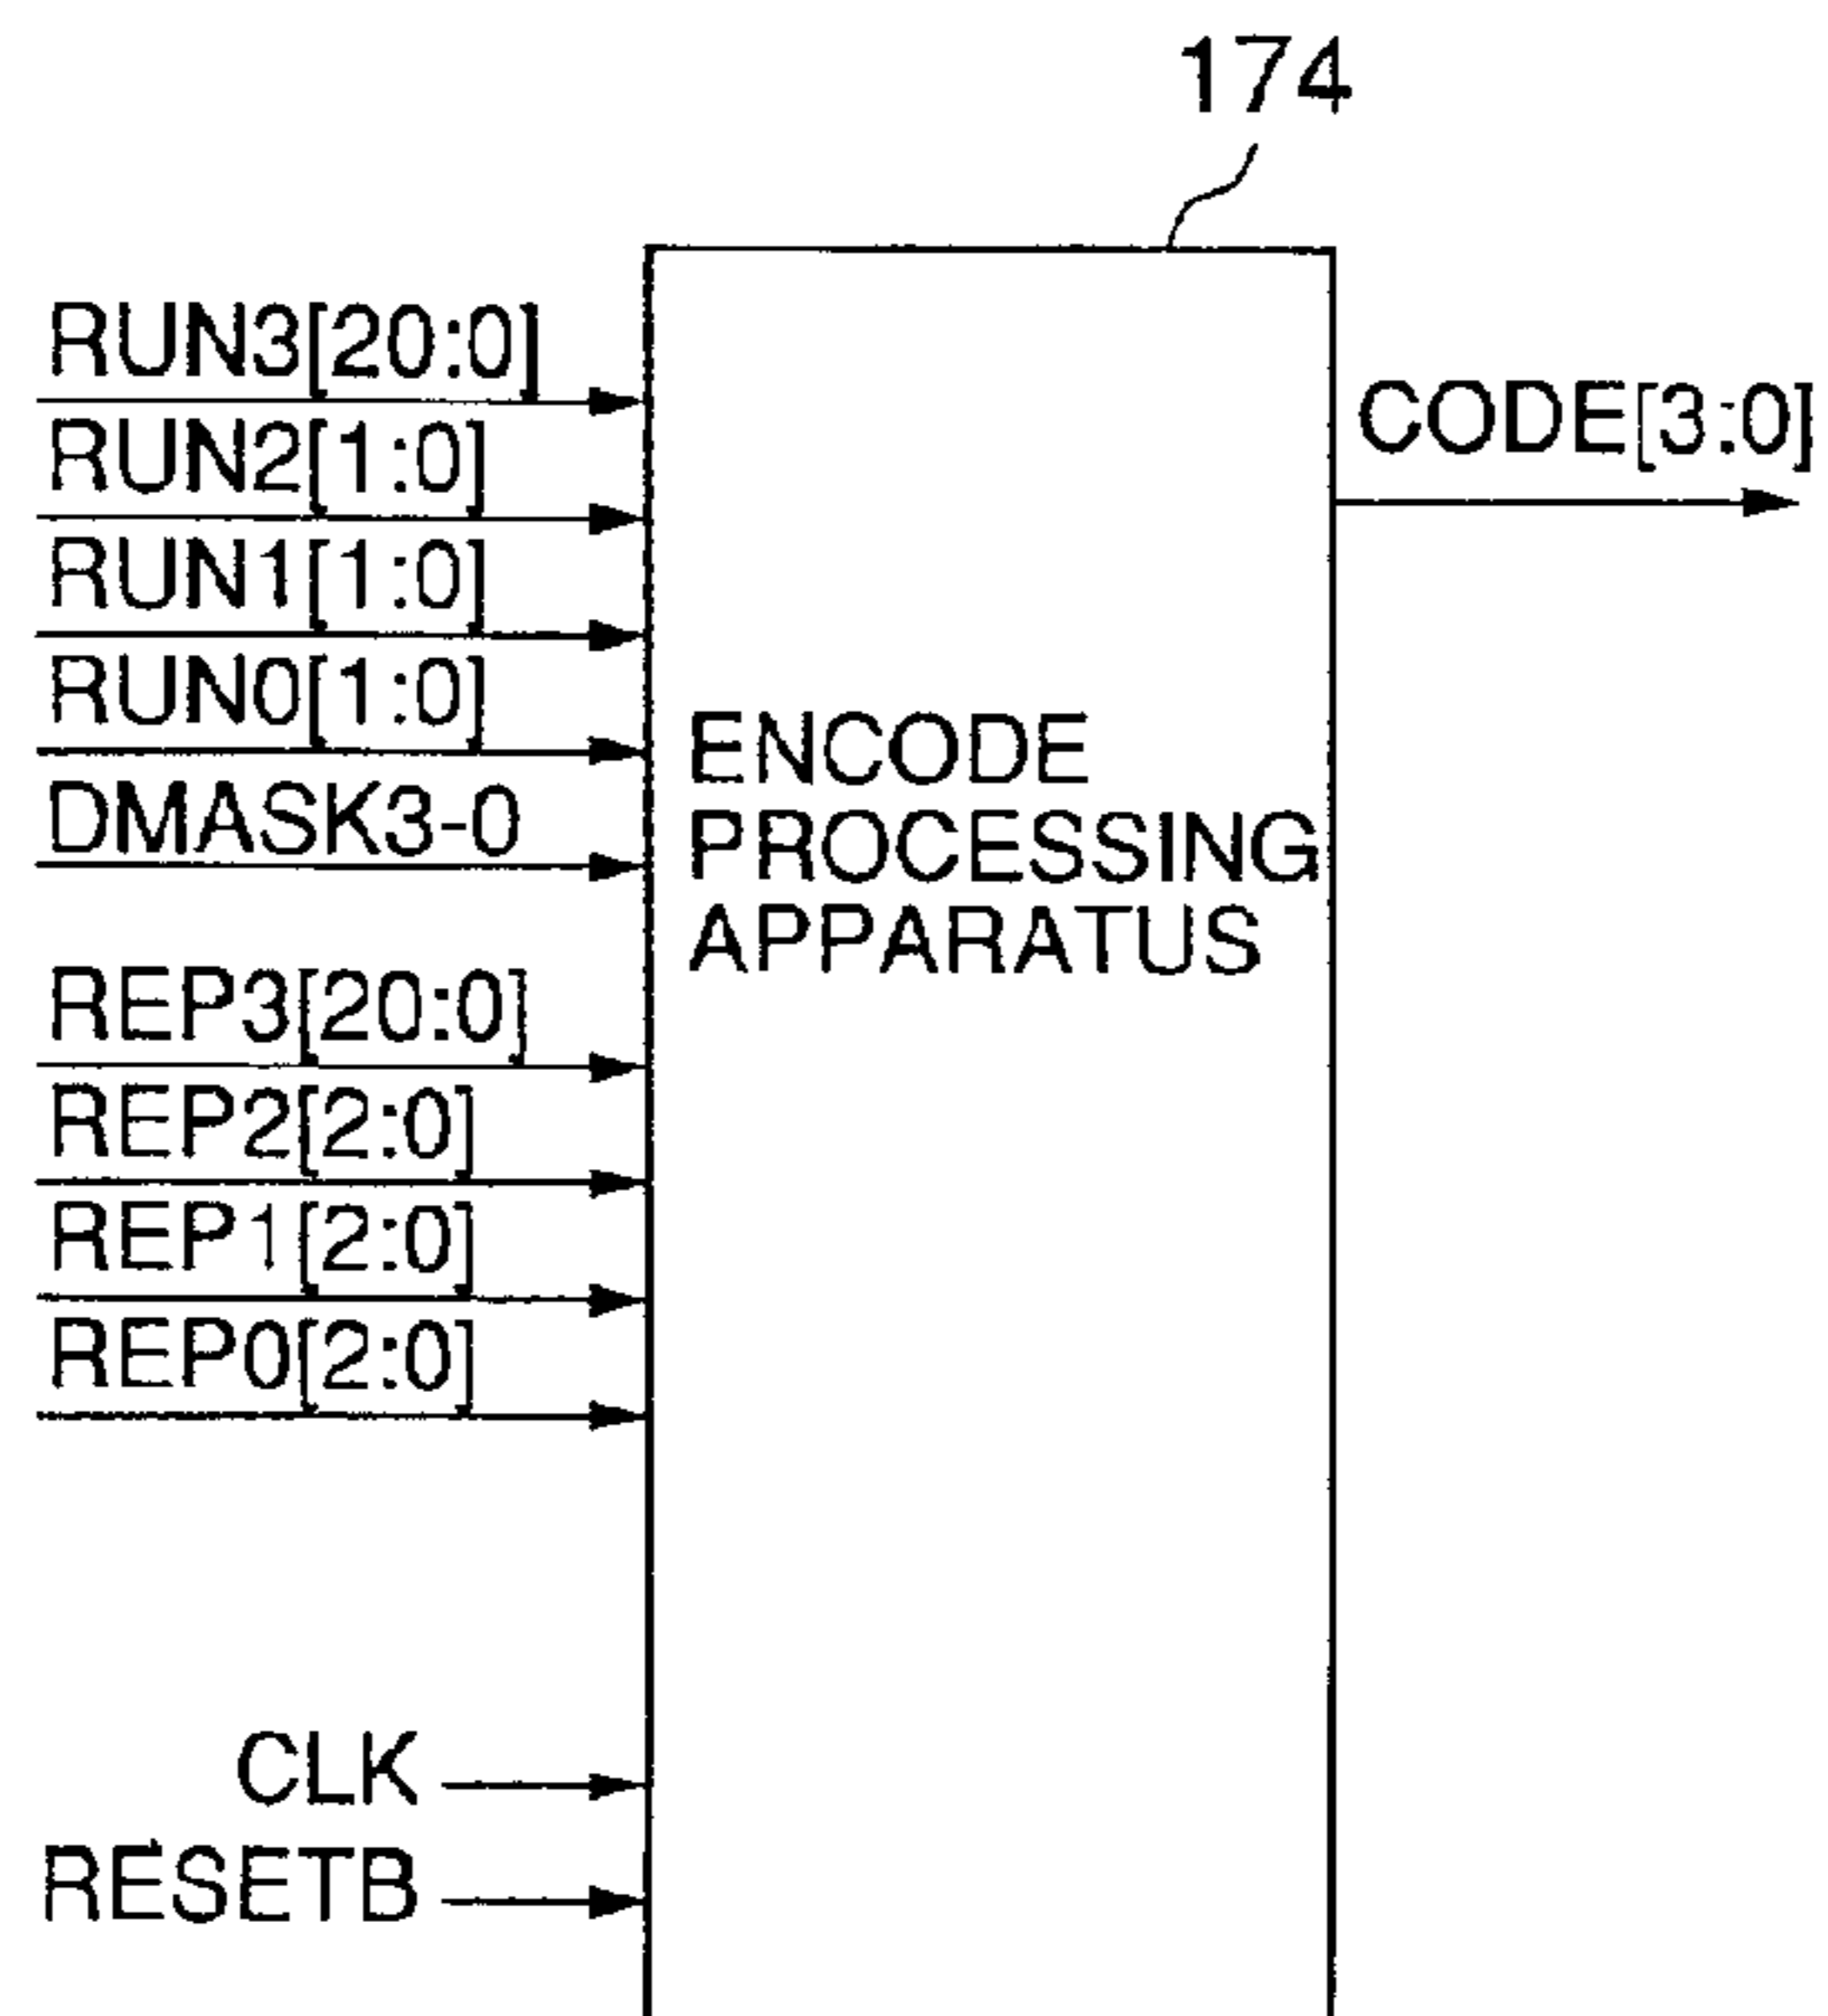 174
RUN3[20:0]
RUN2[1:0]
RUN1[1:0]
RUN0[1:0]
DMASK3-0
REP3[20:0]
REP2[2:0]
REP1[2:0]
REP0[2:0]
CLK
RESETB
ENCODE
PROCESSING
APPARATUS
CODE[3:0]